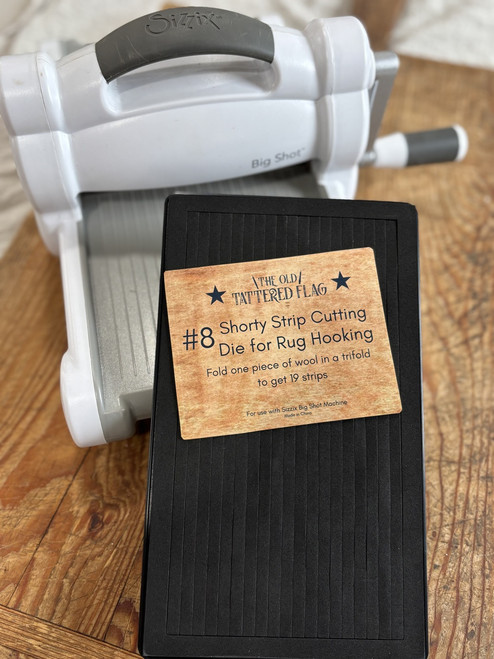 Sizzix
Big Shot
THE OLD
TATTERED FLAG
#8 Shorty Strip Cutting
Die for Rug Hooking
Fold one piece of wool in a trifold
to get 19 strips
For use with Sizzix Big Shot Machine
Made in China